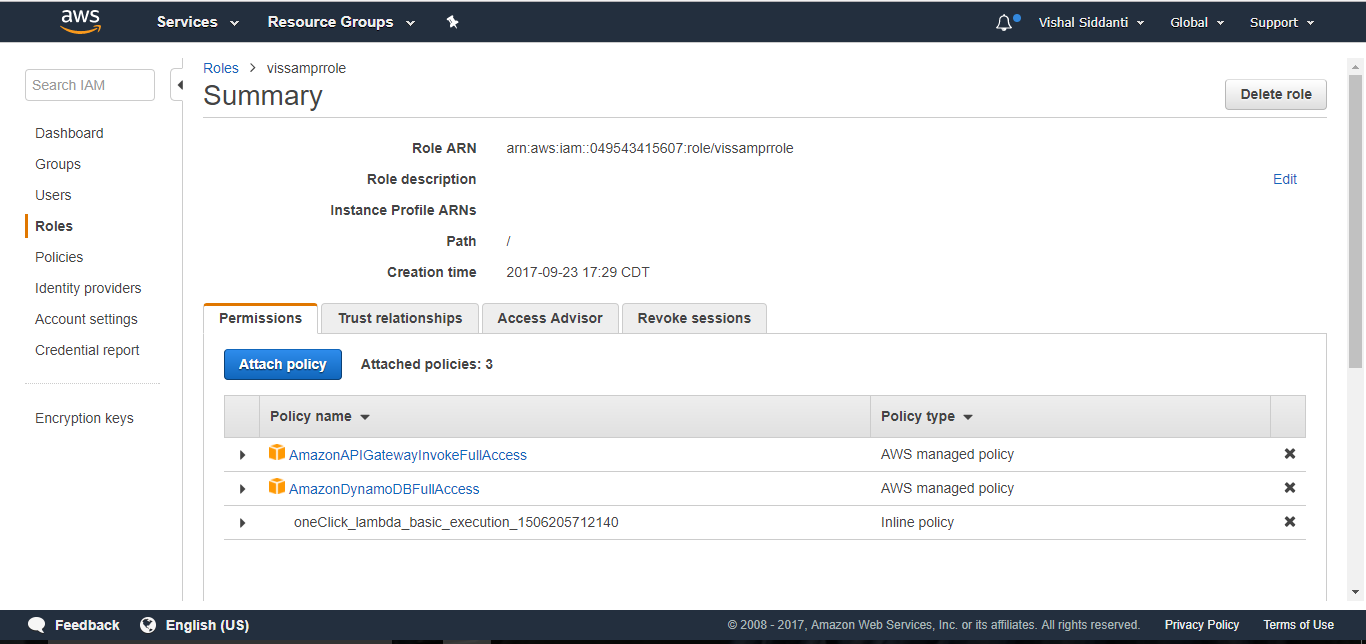 aws Services Resource Groups Vishal Siddanti Global Support
Search IAM
Dashboard
Groups
Users
Roles
Policies
Identity providers
Account settings
Credential report
Encryption keys
Roles > vissamprrole
Summary
Delete role
Role ARN arn:aws:iam::049543415607:role/vissamprrole
Role description Edit
Instance Profile ARNs
Path /
Creation time 2017-09-23 17:29 CDT
Permissions Trust relationships Access Advisor Revoke sessions
Attach policy Attached policies: 3
Policy name Policy type
AmazonAPIGatewayInvokeFullAccess AWS managed policy
AmazonDynamoDBFullAccess AWS managed policy
oneClick_lambda_basic_execution_1506205712140 Inline policy
Feedback English (US) © 2008 - 2017, Amazon Web Services, Inc. or its affiliates. All rights reserved. Privacy Policy Terms of Use